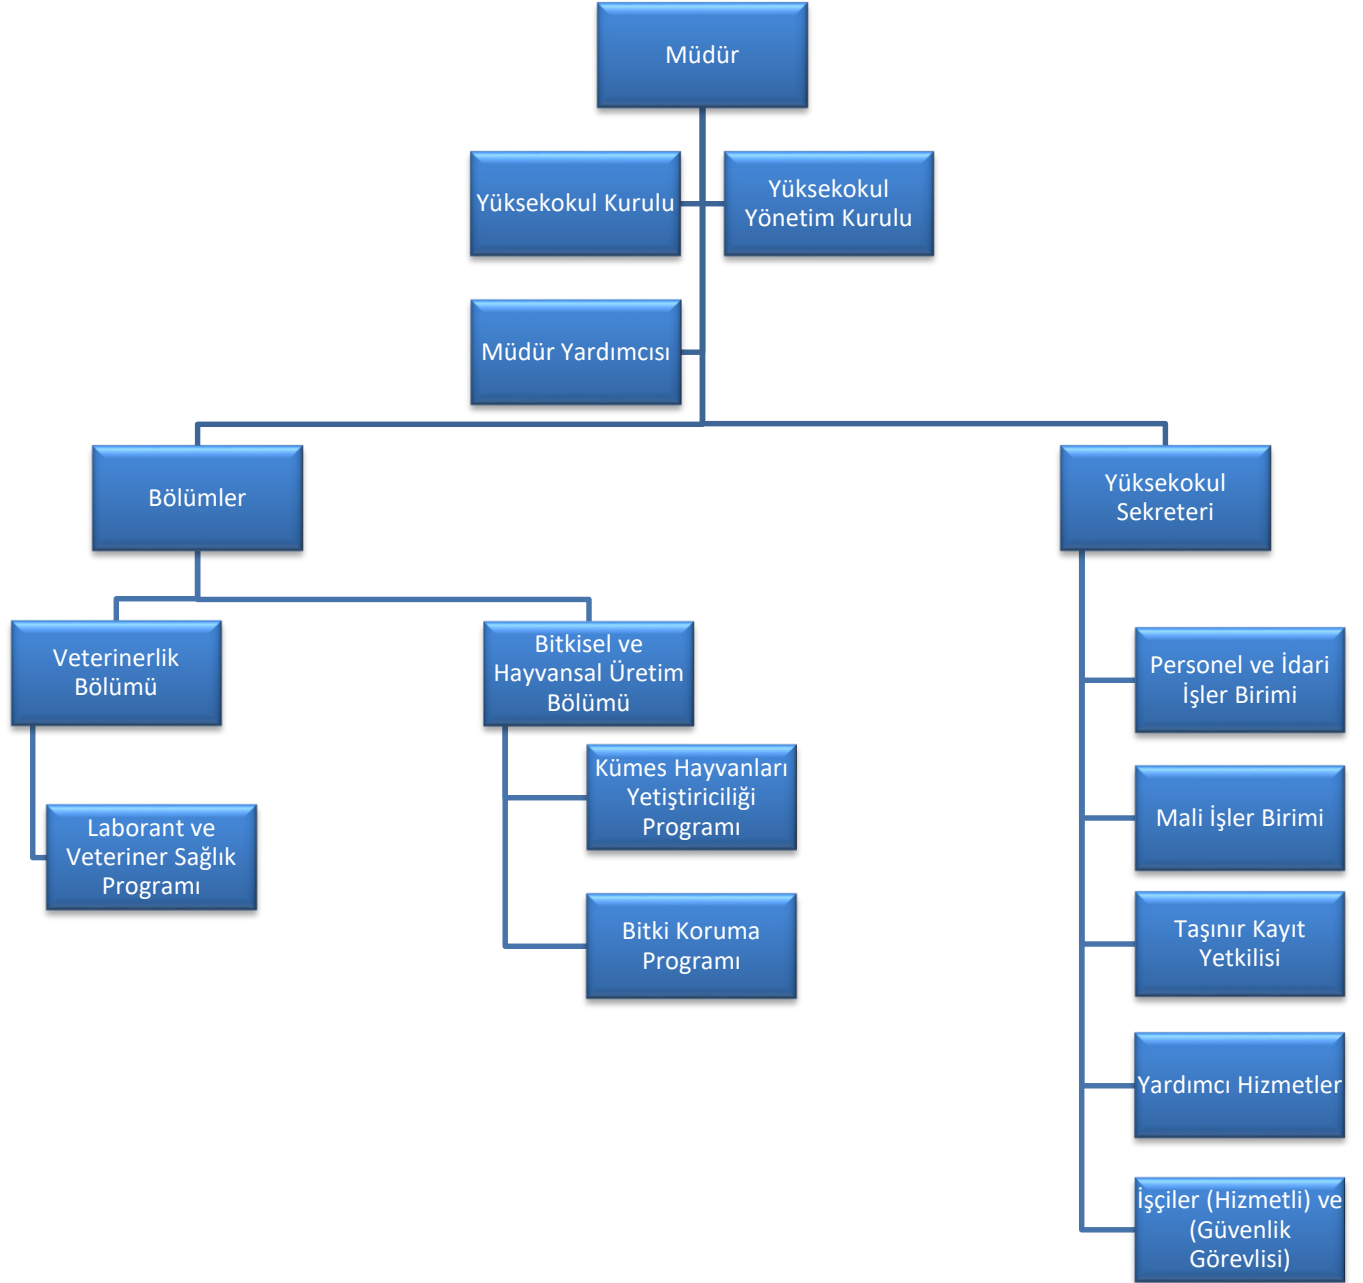 Müdür
Yüksekokul Kurulu
Yüksekokul
Yönetim Kurulu
Müdür Yardımcısı
Bölümler
Yüksekokul
Sekreteri
Veterinerlik
Bölümü
Bitkisel ve
Hayvansal Üretim
Bölümü
Laborant ve
Veteriner Sağlık
Programı
Kümes Hayvanları
Yetiştiriciliği
Programı
Bitki Koruma
Programı
Personel ve İdari
İşler Birimi
Mali İşler Birimi
Taşınır Kayıt
Yetkilisi
Yardımcı Hizmetler
İşçiler (Hizmetli) ve
(Güvenlik
Görevlisi)